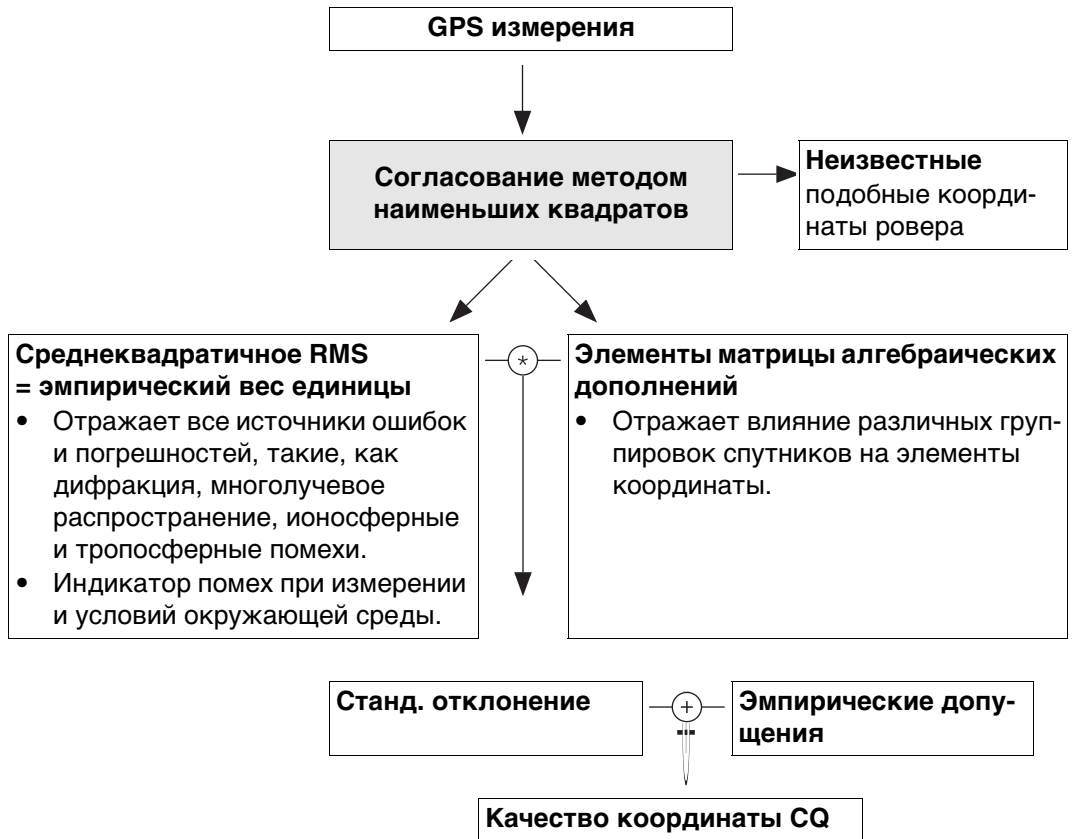 GPS измерения
Согласование методом
наименьших квадратов
Неизвестные
подобные коорди-
наты ровера
Среднеквадратичное RMS
= эмпирический вес единицы
• Отражает все источники ошибок
и погрешностей, такие, как
дифракция, многолучевое
распространение, ионосферные
и тропосферные помехи.
• Индикатор помех при измерении
и условий окружающей среды.
*
Элементы матрицы алгебраических
дополнений
• Отражает влияние различных груп-
пировок спутников на элементы
координаты.
Станд. отклонение
+
Эмпирические допу-
щения
Качество координаты CQ